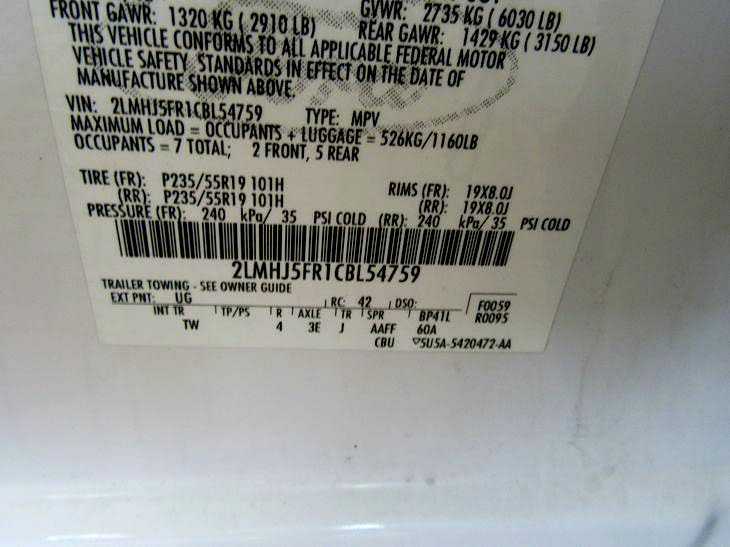 FRONT GAWR: 1320 KG ( 2910 LB) GVWR: 2735 KG ( 6030 LB)
REAR GAWR: 1429 KG ( 3150 LB)
THIS VEHICLE CONFORMS TO ALL APPLICABLE FEDERAL MOTOR
VEHICLE SAFETY STANDARDS IN EFFECT ON THE DATE OF
MANUFACTURE SHOWN ABOVE.
VIN: 2LMHJ5FR1CBL54759 TYPE: MPV
MAXIMUM LOAD = OCCUPANTS + LUGGAGE = 526KG/1160LB
OCCUPANTS = 7 TOTAL; 2 FRONT, 5 REAR
TIRE (FR): P235/55R19 101H RIMS (FR): 19X8.0J
(RR): P235/55R19 101H (RR): 19X8.0J
PRESSURE (FR): 240 kPa/ 35 PSI COLD (RR): 240 kPa/ 35 PSI COLD
2LMHJ5FR1CBL54759
TRAILER TOWING - SEE OWNER GUIDE
EXT PNT: UG RC: 42 DSO: F0059
INT TR TP/PS R AXLE TR SPR BP41L R0095
TW 4 3E J AAFF 60A
CBU 5U5A-5420472-AA